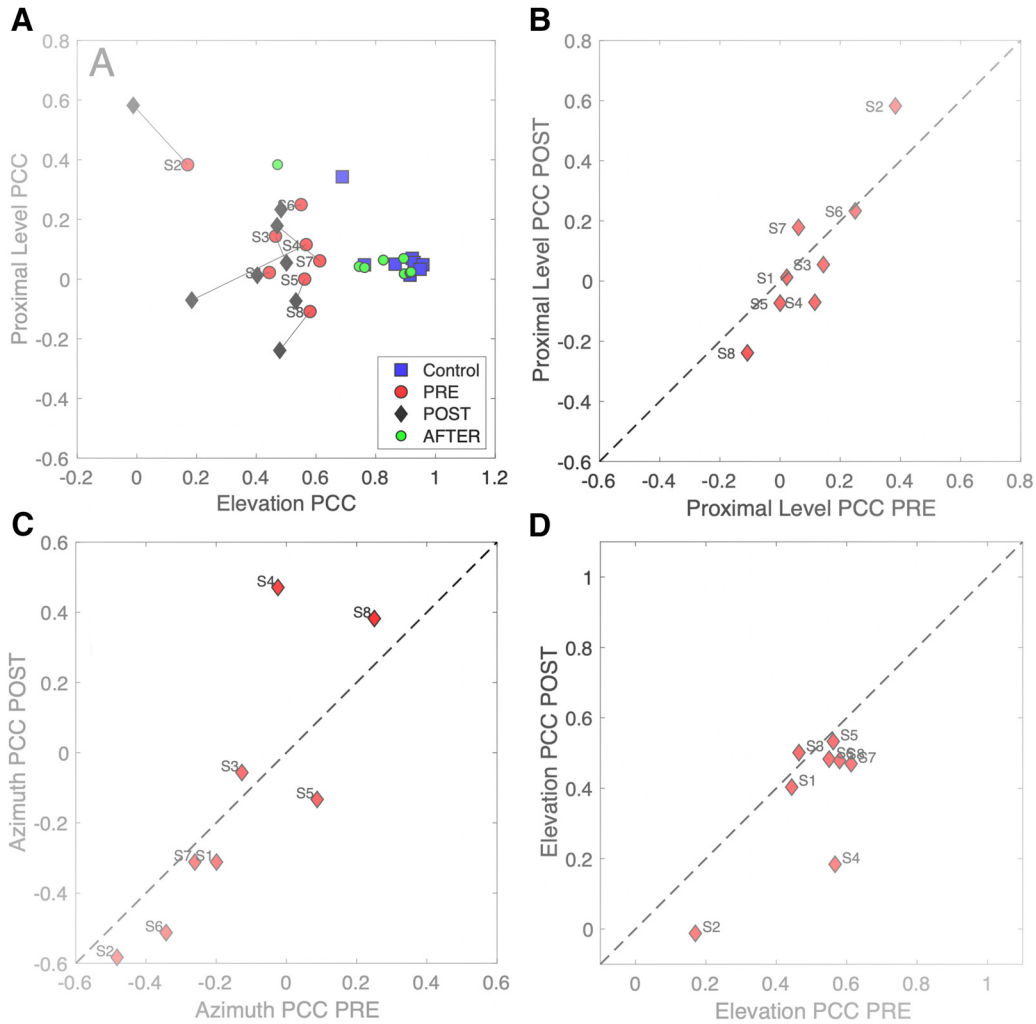 A
B
A
0.8
0.6
0.4
0.2
0
-0.2
-0.4
-0.6
Proximal Level PCC
S2
S6
S3
S4
S7
S5
S8
Control
PRE
POST
AFTER
-0.2
0
0.2
0.4
0.6
0.8
1
1.2
Elevation PCC
0.8
0.6
0.4
0.2
0
-0.2
-0.4
-0.6
Proximal Level PCC POST
S2
S6
S7
S3
S1
S5
S4
S8
-0.6
-0.4
-0.2
0
0.2
0.4
0.6
0.8
Proximal Level PCC PRE
C
D
0.6
0.4
0.2
0
-0.2
-0.4
-0.6
Azimuth PCC POST
S4
S8
S3
S5
S7
S1
S6
S2
-0.6
-0.4
-0.2
0
0.2
0.4
0.6
Azimuth PCC PRE
1
0.8
0.6
0.4
0.2
0
Elevation PCC POST
S5
S3
S6
S8
S7
S1
S4
S2
0
0.2
0.4
0.6
0.8
1
Elevation PCC PRE